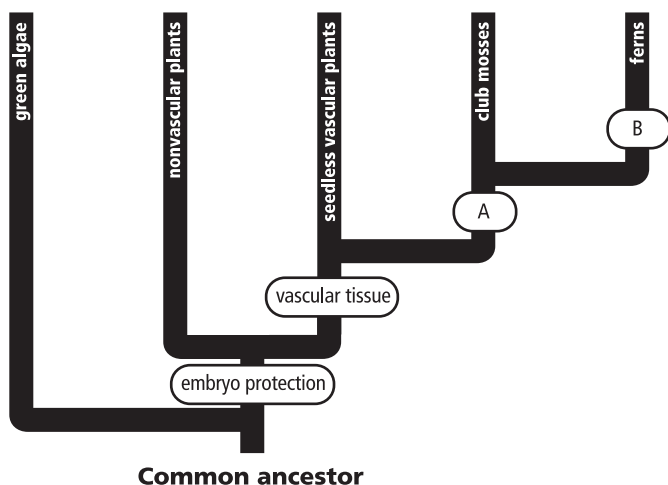 green algae
nonvascular plants
seedless vascular plants
club mosses
ferns
B
A
vascular tissue
embryo protection
Common ancestor